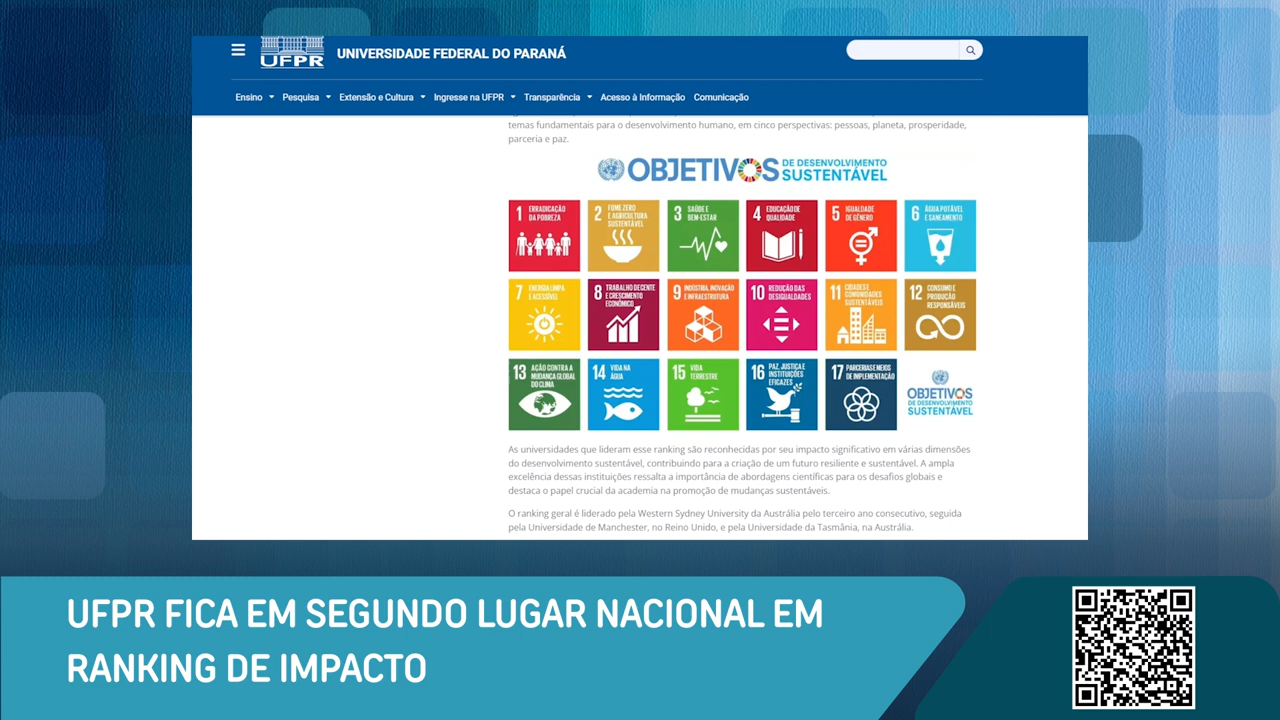 UFPR
UNIVERSIDADE FEDERAL DO PARANÁ
Ensino Pesquisa Extensão e Cultura Ingresse na UFPR Transparência Acesso à Informação Comunicação
temas fundamentais para o desenvolvimento humano, em cinco perspectivas: pessoas, planeta, prosperidade,
parceria e paz.
OBJETIVOS DE DESENVOLVIMENTO
SUSTENTÁVEL
1 ERRADICAÇÃO
DA POBREZA
2 FOME ZERO
E AGRICULTURA
SUSTENTÁVEL
3 SAÚDE E
BEM-ESTAR
4 EDUCAÇÃO DE
QUALIDADE
5 IGUALDADE
DE GÊNERO
6 ÁGUA POTÁVEL
E SANEAMENTO
7 ENERGIA LIMPA
E ACESSÍVEL
8 TRABALHO DECENTE
E CRESCIMENTO
ECONÔMICO
9 INDÚSTRIA, INOVAÇÃO
E INFRAESTRUTURA
10 REDUÇÃO DAS
DESIGUALDADES
11 CIDADES E
COMUNIDADES
SUSTENTÁVEIS
12 CONSUMO E
PRODUÇÃO
RESPONSÁVEIS
13 AÇÃO CONTRA A
MUDANÇA GLOBAL
DO CLIMA
14 VIDA NA
ÁGUA
15 VIDA
TERRESTRE
16 PAZ, JUSTIÇA E
INSTITUIÇÕES
EFICAZES
17 PARCERIAS E MEIOS
DE IMPLEMENTAÇÃO
OBJETIVOS
DE DESENVOLVIMENTO
SUSTENTÁVEL
As universidades que lideram esse ranking são reconhecidas por seu impacto significativo em várias dimensões
do desenvolvimento sustentável, contribuindo para a criação de um futuro resiliente e sustentável. A ampla
excelência dessas instituições ressalta a importância de abordagens científicas para os desafios globais e
destaca o papel crucial da academia na promoção de mudanças sustentáveis.
O ranking geral é liderado pela Western Sydney University da Austrália pelo terceiro ano consecutivo, seguida
pela Universidade de Manchester, no Reino Unido, e pela Universidade da Tasmânia, na Austrália.
UFPR FICA EM SEGUNDO LUGAR NACIONAL EM
RANKING DE IMPACTO